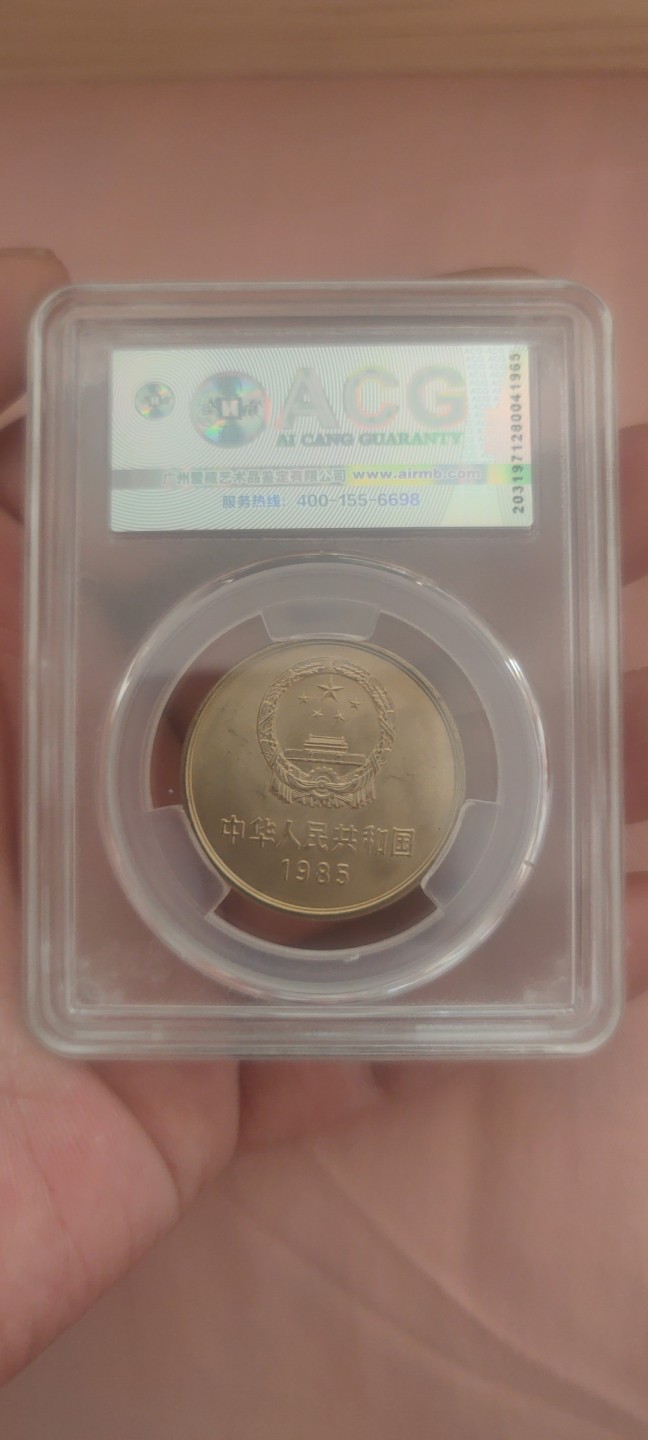 ACG
AI CANG GUARANTY
广州爱藏艺术品鉴定有限公司 www.airmb.com
服务热线: 400-155-6698
2031971280041965
中华人民共和国
1985